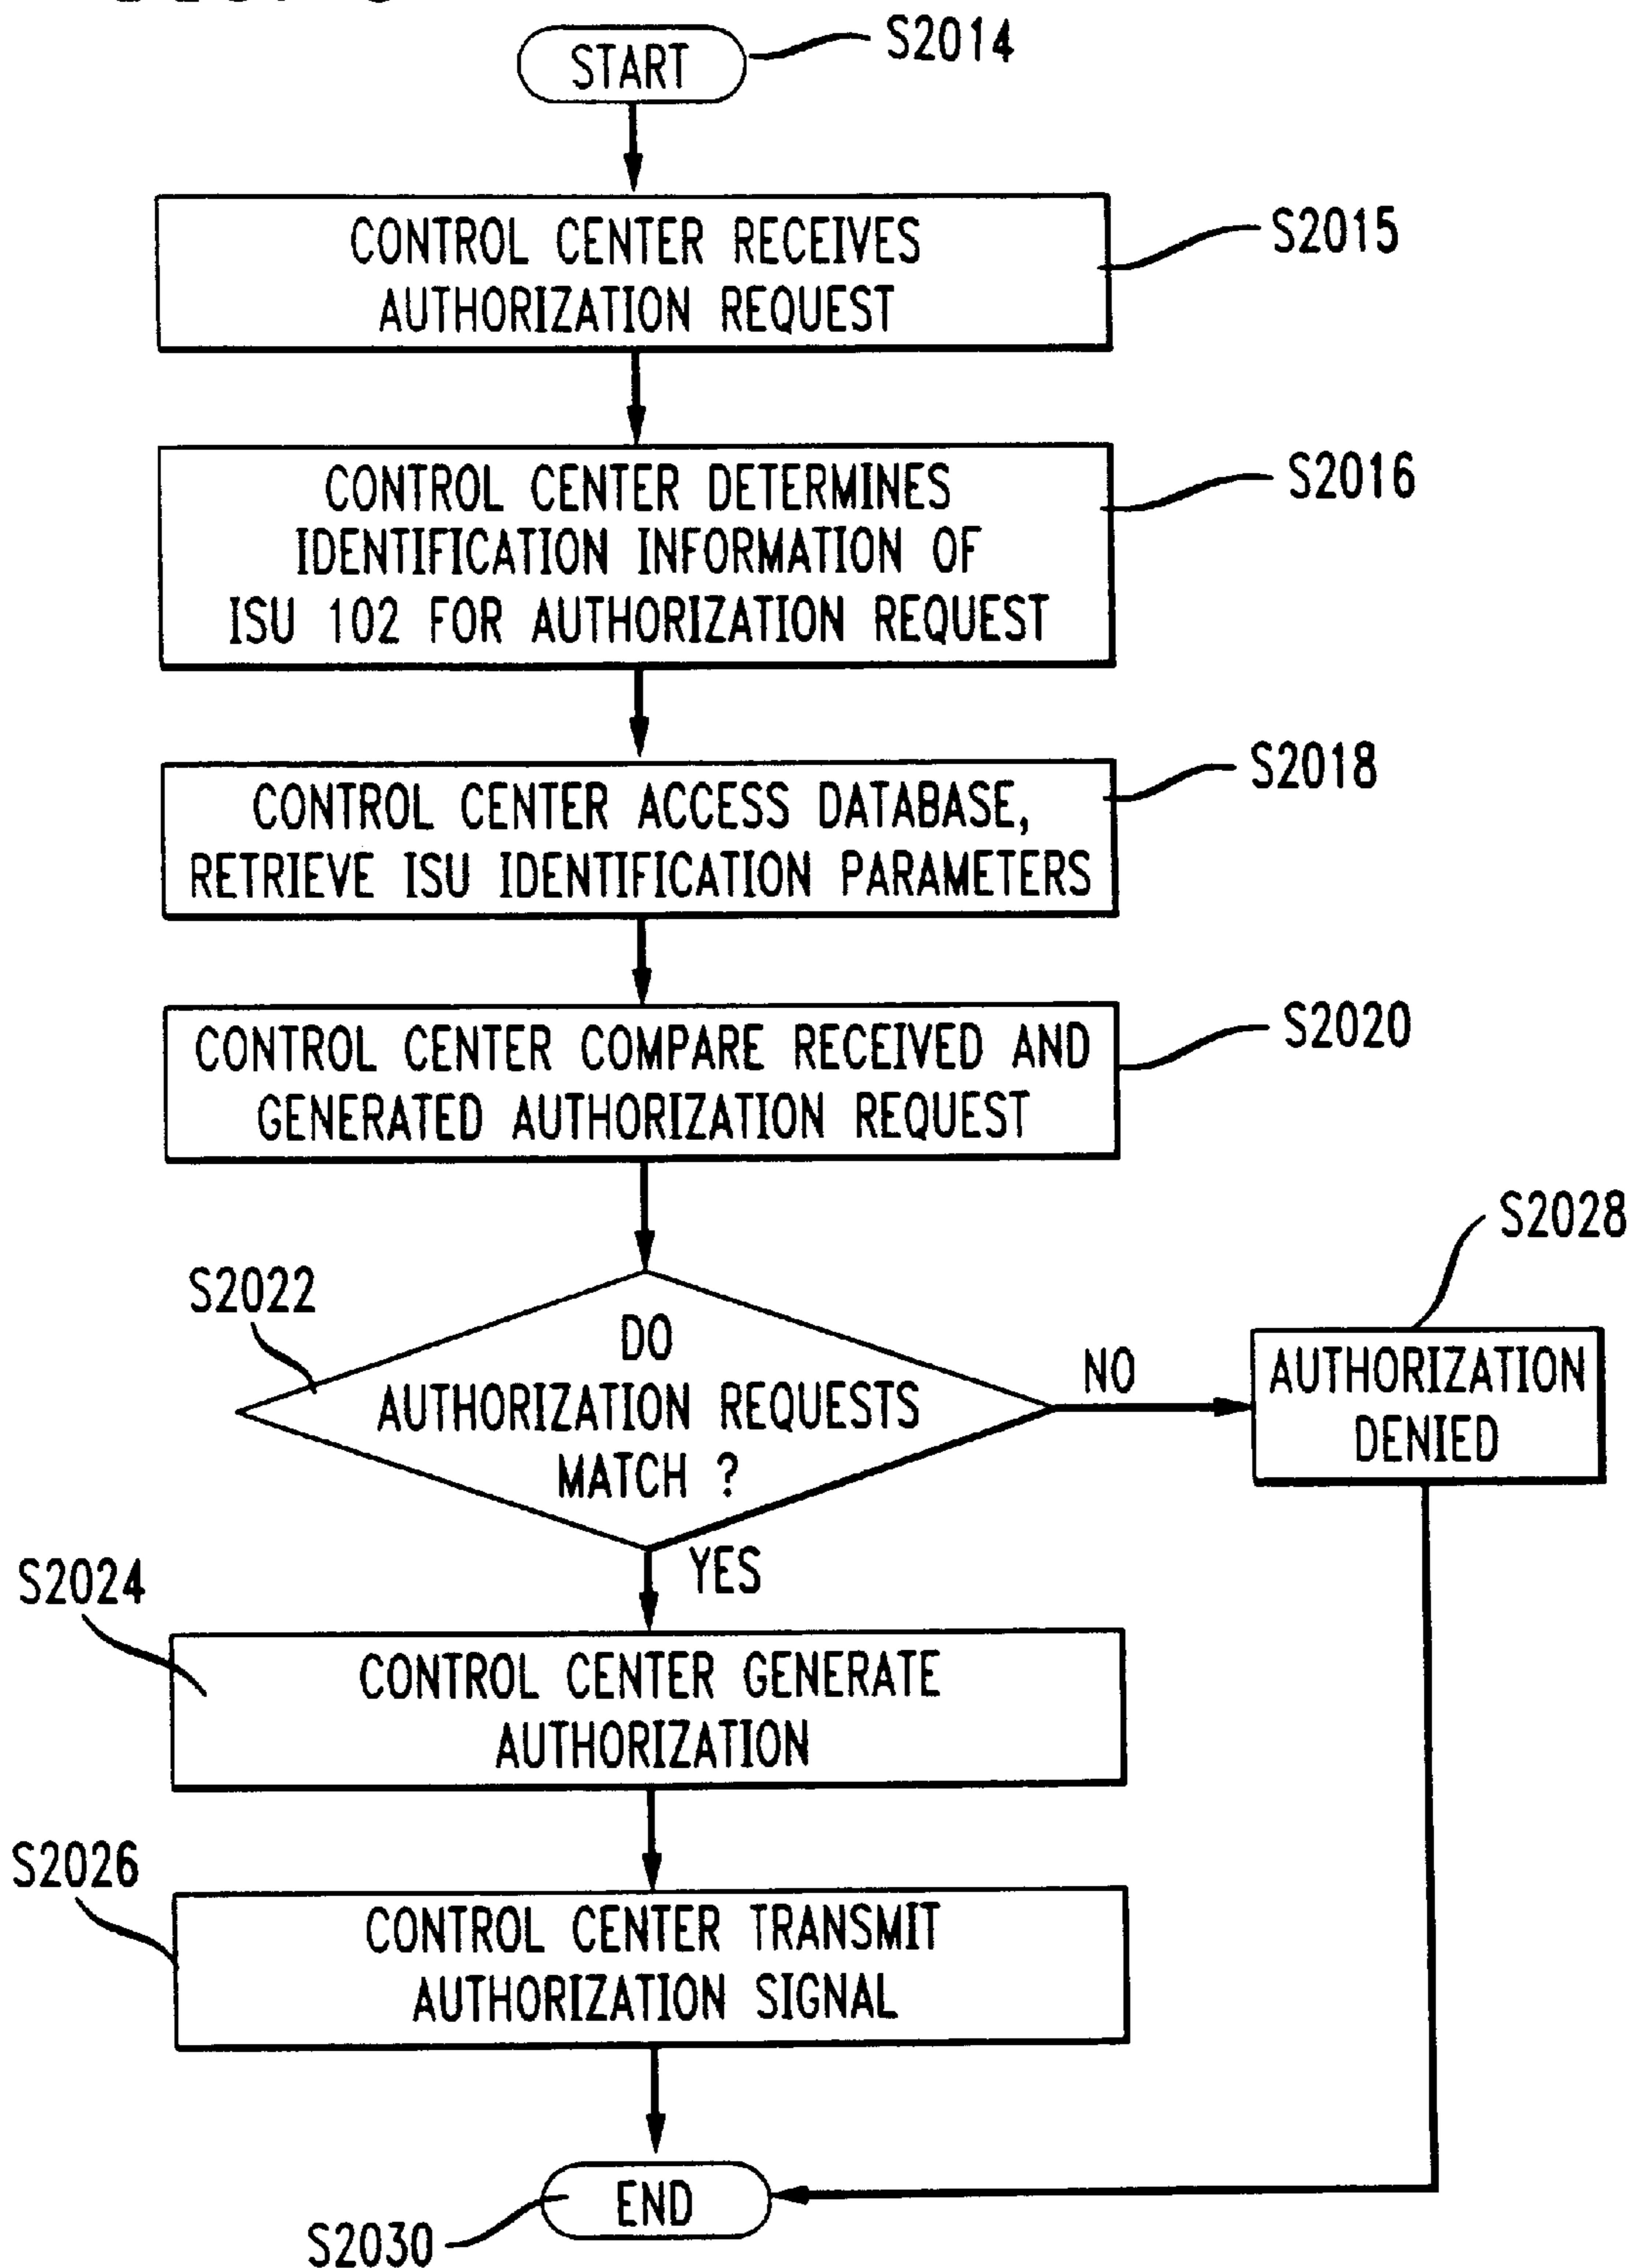 START
S2014
CONTROL CENTER RECEIVES
AUTHORIZATION REQUEST
S2015
CONTROL CENTER DETERMINES
IDENTIFICATION INFORMATION OF
ISU 102 FOR AUTHORIZATION REQUEST
S2016
CONTROL CENTER ACCESS DATABASE,
RETRIEVE ISU IDENTIFICATION PARAMETERS
S2018
CONTROL CENTER COMPARE RECEIVED AND
GENERATED AUTHORIZATION REQUEST
S2020
S2022
DO
AUTHORIZATION REQUESTS
MATCH ?
NO
S2028
AUTHORIZATION
DENIED
YES
S2024
CONTROL CENTER GENERATE
AUTHORIZATION
S2026
CONTROL CENTER TRANSMIT
AUTHORIZATION SIGNAL
END
S2030